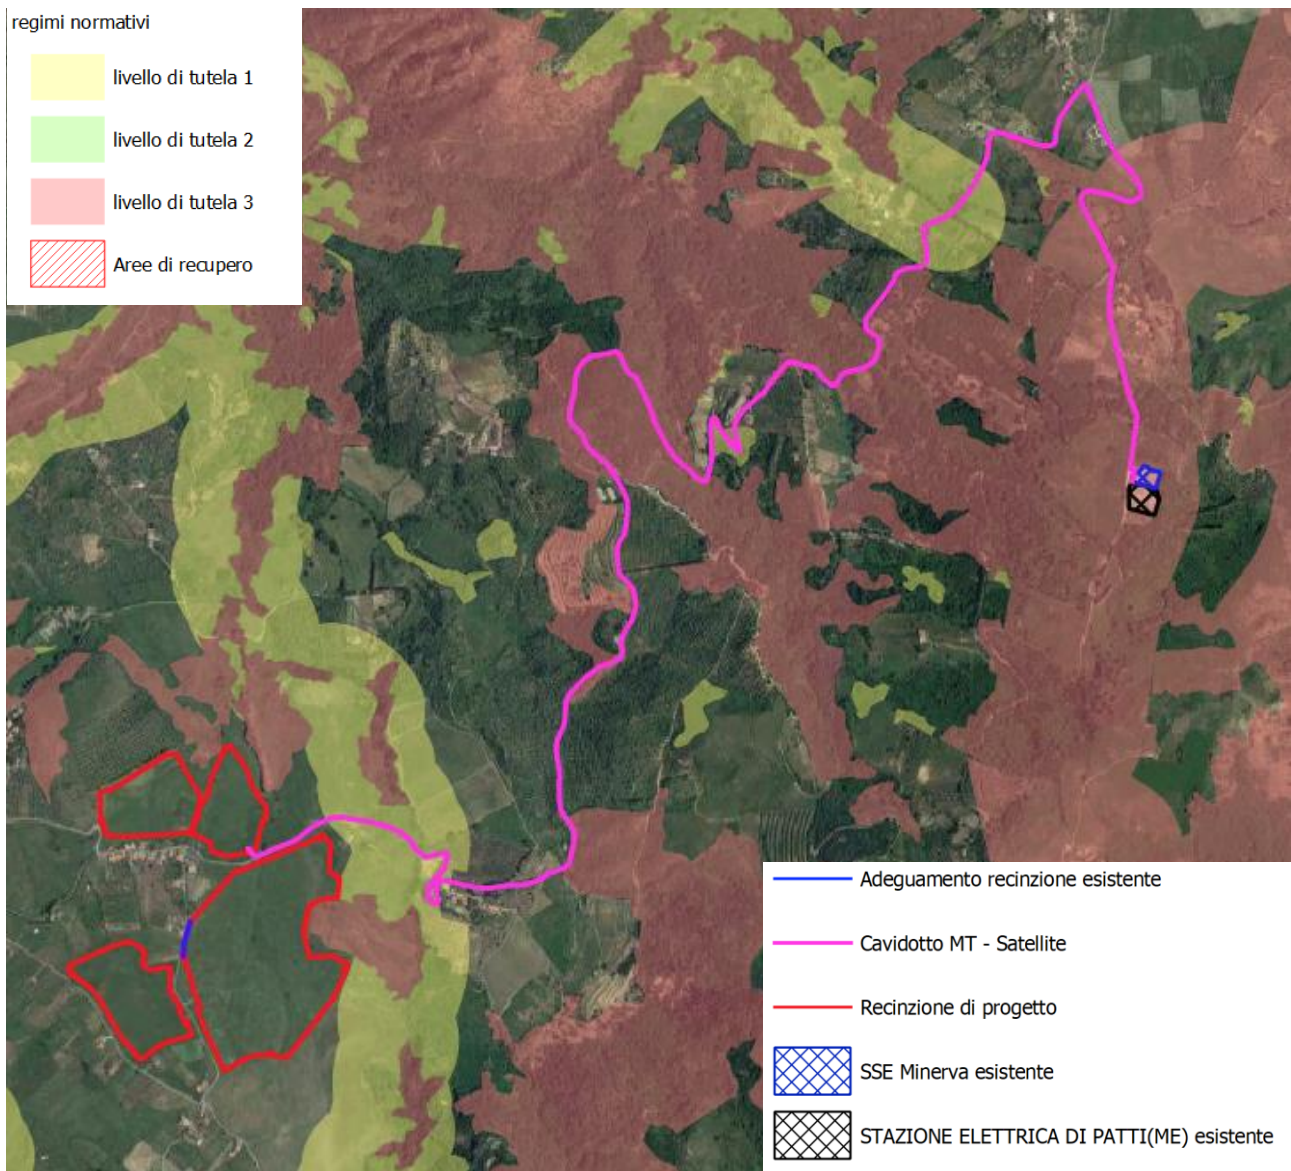 regimi normativi
livello di tutela 1
livello di tutela 2
livello di tutela 3
Aree di recupero
Adeguamento recinzione esistente
Cavidotto MT - Satellite
Recinzione di progetto
SSE Minerva esistente
STAZIONE ELETTRICA DI PATTI(ME) esistente